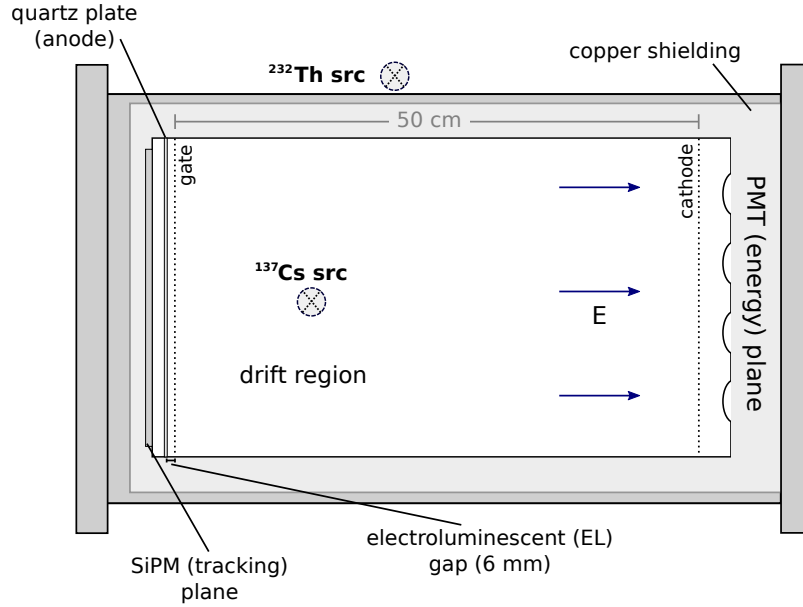 quartz plate
(anode)
²³²Th src
copper shielding
50 cm
gate
cathode
¹³⁷Cs src
E
drift region
PMT (energy) plane
electroluminescent (EL)
gap (6 mm)
SiPM (tracking)
plane